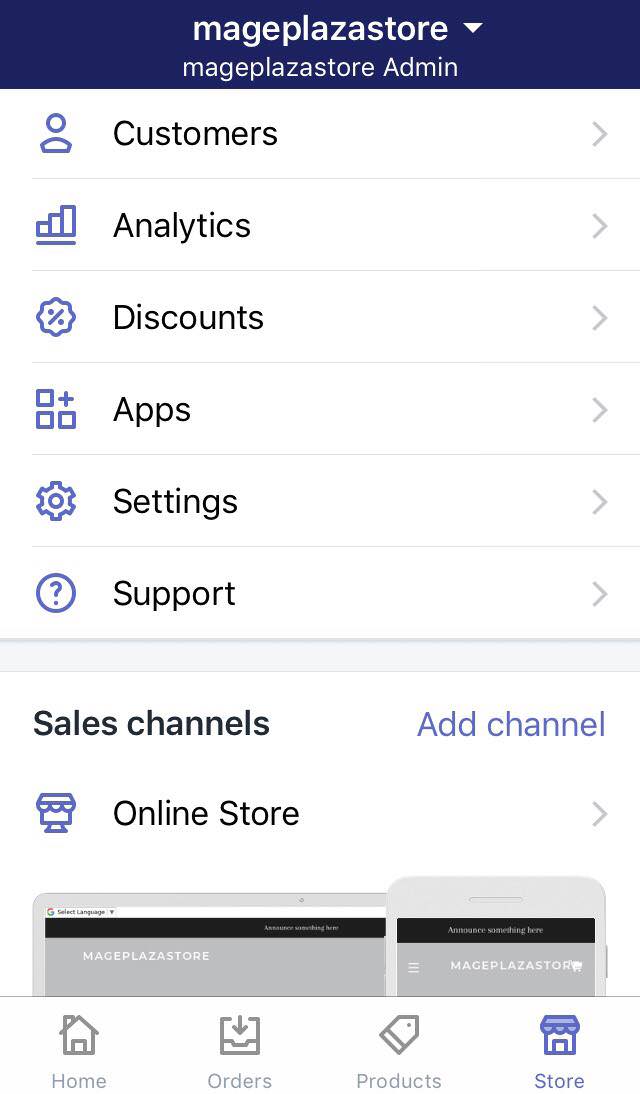 mageplazastore
mageplazastore Admin
Customers
Analytics
Discounts
Apps
Settings
Support
Sales channels
Add channel
Online Store
G Select Language
Announce something here
MAGEPLAZASTORE
Announce something here
MAGEPLAZASTOR
Home
Orders
Products
Store